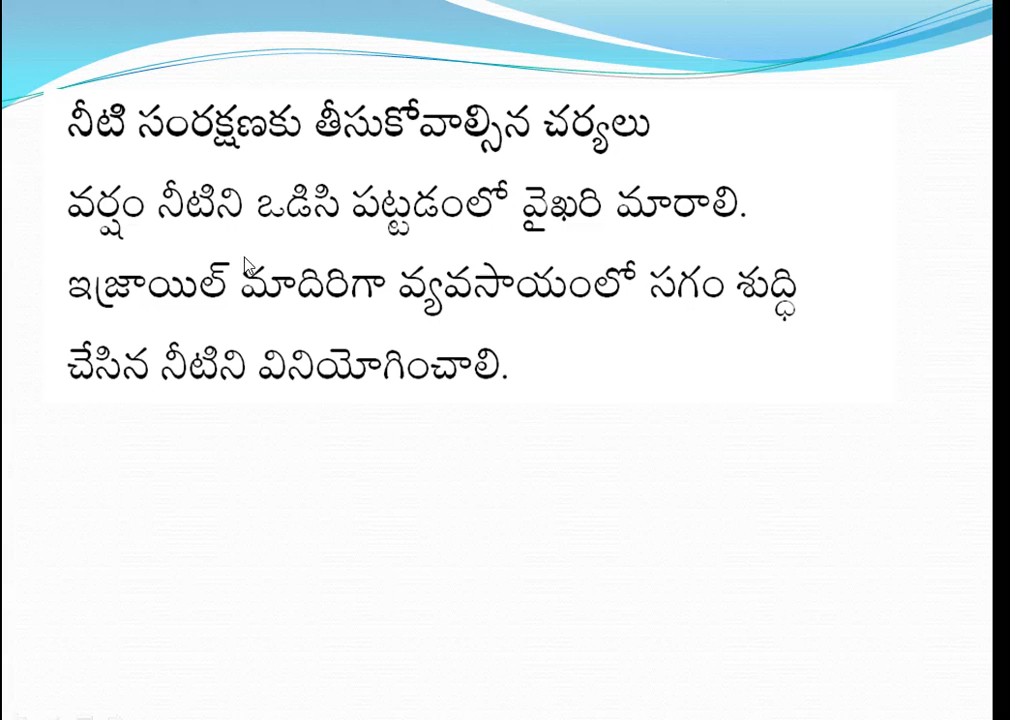 నీటి సంరక్షణకు తీసుకోవాల్సిన చర్యలు
వర్షం నీటిని ఒడిసి పట్టడంలో వైఖరి మారాలి.
ఇజ్రాయిల్ మాదిరిగా వ్యవసాయంలో సగం శుద్ధి
చేసిన నీటిని వినియోగించాలి.